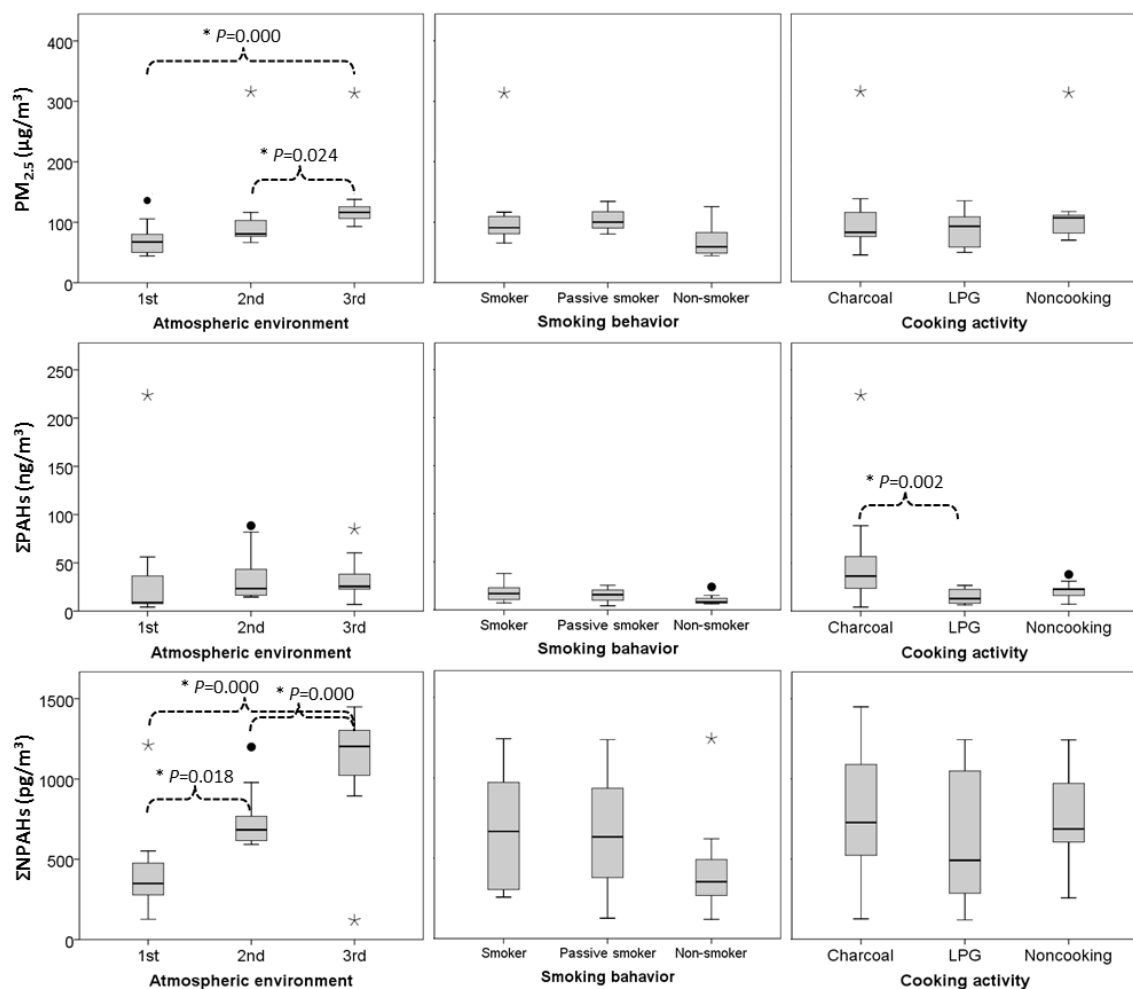 * P=0.000
* P=0.024
PM2.5 (µg/m³)
400
300
200
100
0
1st 2nd 3rd
Atmospheric environment
Smoker Passive smoker Non-smoker
Smoking behavior
Charcoal LPG Noncooking
Cooking activity
* P=0.002
ΣPAHs (ng/m³)
250
200
150
100
50
0
1st 2nd 3rd
Atmospheric environment
Smoker Passive smoker Non-smoker
Smoking bahavior
Charcoal LPG Noncooking
Cooking activity
* P=0.000 * P=0.000
* P=0.018
ΣNPAHs (pg/m³)
1500
1000
500
0
1st 2nd 3rd
Atmospheric environment
Smoker Passive smoker Non-smoker
Smoking bahavior
Charcoal LPG Noncooking
Cooking activity